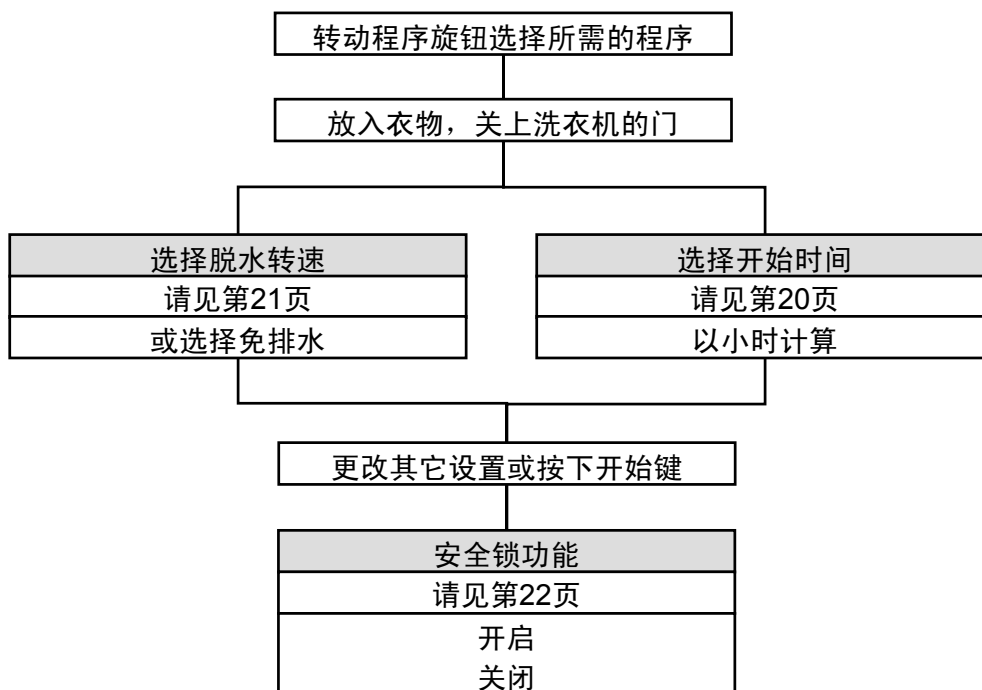 转动程序旋钮选择所需的程序
放入衣物，关上洗衣机的门
选择脱水转速
请见第21页
或选择免排水
选择开始时间
请见第20页
以小时计算
更改其它设置或按下开始键
安全锁功能
请见第22页
开启
关闭